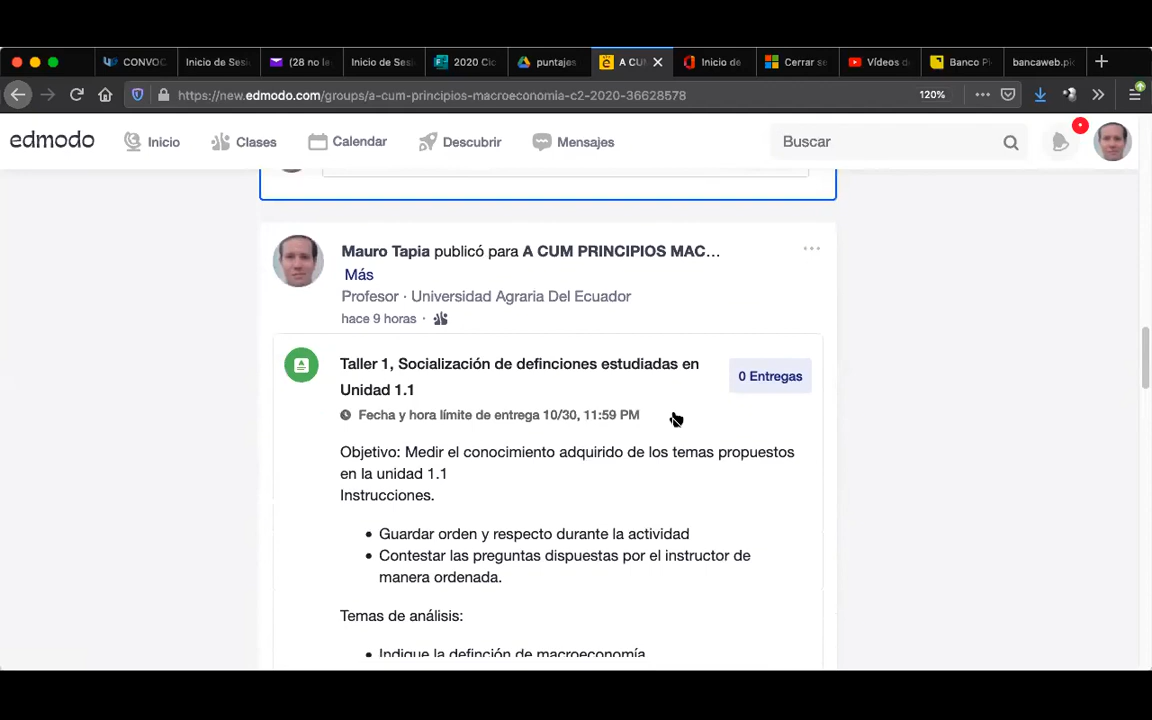 CONVOC
Inicio de Sesi
(28 no le
Inicio de Sesi
2020 Cic
puntajes
A CU
Inicio de
Cerrar se
Vídeos d
Banco P
bancaweb.pic
https://new.edmodo.com/groups/a-cum-principios-macroeconomia-c2-2020-36628578
120%
edmodo
Inicio
Clases
Calendar
Descubrir
Mensajes
Buscar
Mauro Tapia publicó para A CUM PRINCIPIOS MAC...
Más
Profesor · Universidad Agraria Del Ecuador
hace 9 horas ·
Taller 1, Socialización de definciones estudiadas en
Unidad 1.1
0 Entregas
Fecha y hora límite de entrega 10/30, 11:59 PM
Objetivo: Medir el conocimiento adquirido de los temas propuestos
en la unidad 1.1
Instrucciones.
• Guardar orden y respecto durante la actividad
• Contestar las preguntas dispuestas por el instructor de
manera ordenada.
Temas de análisis:
• Indique la definción de macroeconomía